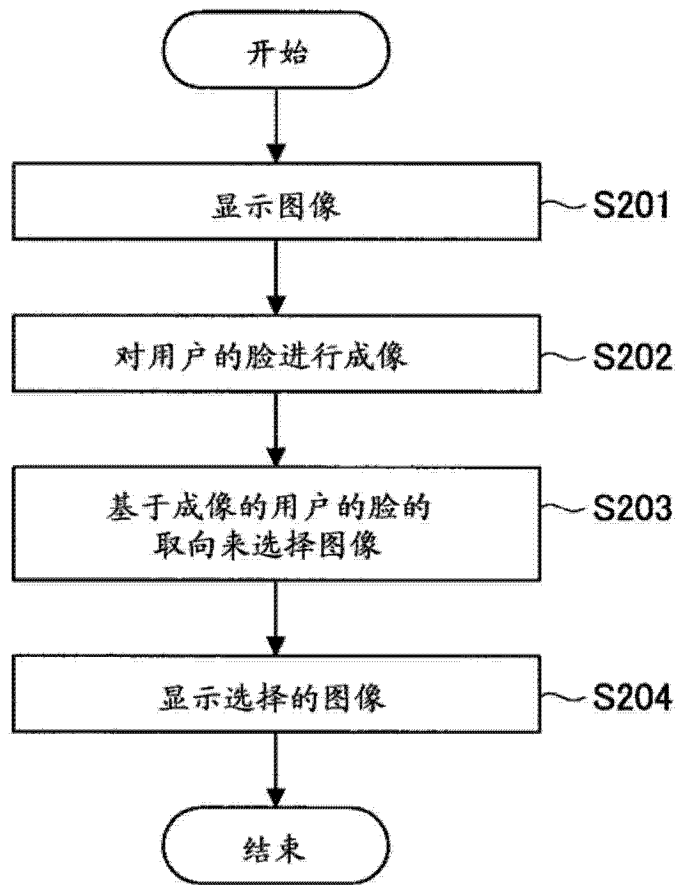 开始
显示图像
S201
对用户的脸进行成像
S202
基于成像的用户的脸的
取向来选择图像
S203
显示选择的图像
S204
结束